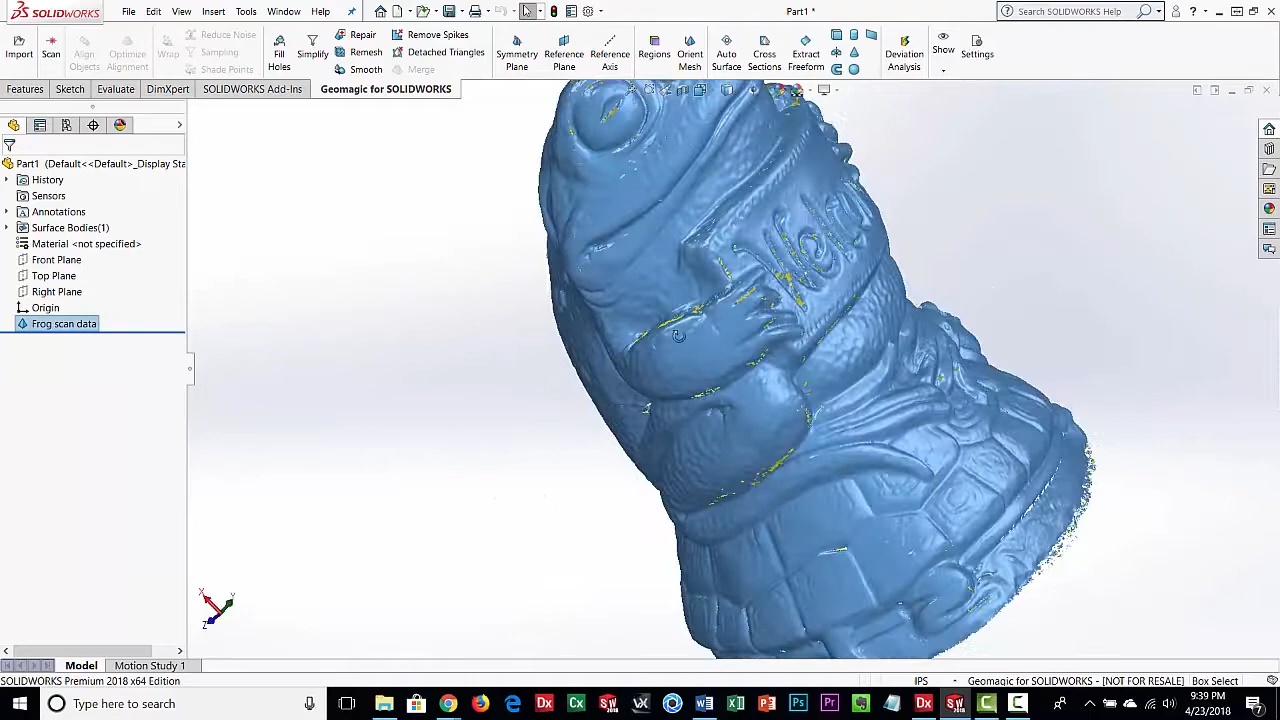 SOLIDWORKS
File Edit View Insert Tools Window Help
Part1 *
Search SOLIDWORKS Help
Import
Scan
Align Objects
Optimize Alignment
Wrap
Reduce Noise
Sampling
Shade Points
Fill Holes
Simplify
Repair
Remesh
Smooth
Remove Spikes
Detached Triangles
Merge
Symmetry Plane
Reference Plane
Reference Axis
Regions
Orient Mesh
Auto Surface
Cross Sections
Extract Freeform
Deviation Analysis
Show
Settings
Features Sketch Evaluate DimXpert SOLIDWORKS Add-Ins Geomagic for SOLIDWORKS
Part1 (Default<<Default>_Display Sta
History
Sensors
Annotations
Surface Bodies(1)
Material <not specified>
Front Plane
Top Plane
Right Plane
Origin
Frog scan data
X
Y
Z
Model Motion Study 1
SOLIDWORKS Premium 2018 x64 Edition
IPS
Geomagic for SOLIDWORKS - [NOT FOR RESALE]
Box Select
Type here to search
9:39 PM
4/23/2018